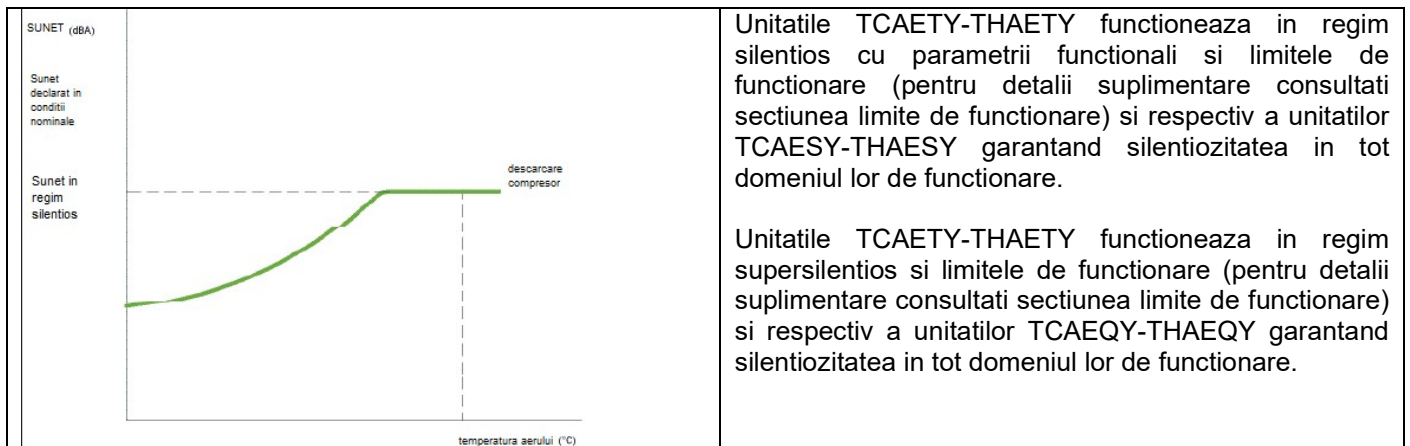 SUNET (dBA)
Sunet
declarat in
conditii
nominale
Sunet in
regim
silentios
descarcare
compresor
temperatura aerului (°C)
Unitatile TCAETY-THAETY functioneaza in regim
silentios cu parametrii functionali si limitele de
functionare (pentru detalii suplimentare consultati
sectiunea limite de functionare) si respectiv a unitatilor
TCAESY-THAESY garantand silentiozitatea in tot
domeniul lor de functionare.
Unitatile TCAETY-THAETY functioneaza in regim
supersilentios si limitele de functionare (pentru detalii
suplimentare consultati sectiunea limite de functionare)
si respectiv a unitatilor TCAEQY-THAEQY garantand
silentiozitatea in tot domeniul lor de functionare.